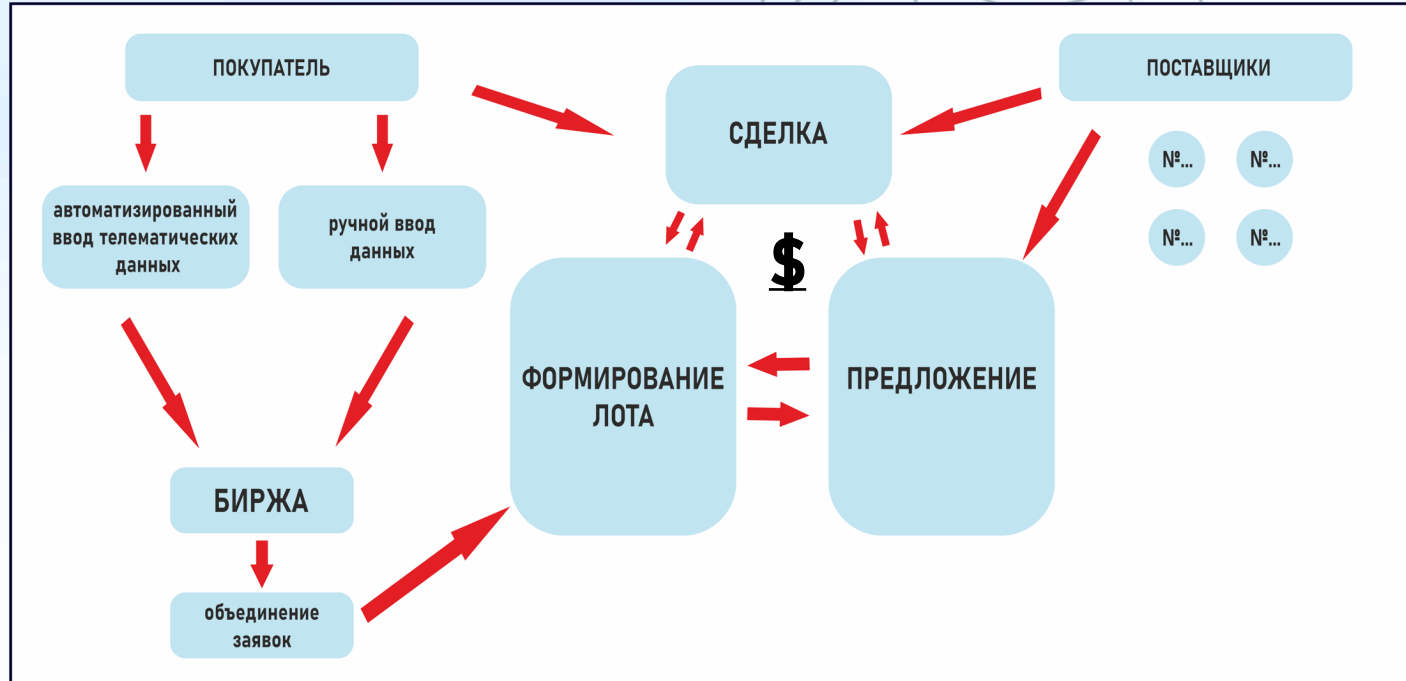 ПОКУПАТЕЛЬ
автоматизированный
ввод телематических
данных
ручной ввод
данных
БИРЖА
объединение
заявок
СДЕЛКА
$
ФОРМИРОВАНИЕ
ЛОТА
ПРЕДЛОЖЕНИЕ
ПОСТАВЩИКИ
№...
№...
№...
№...